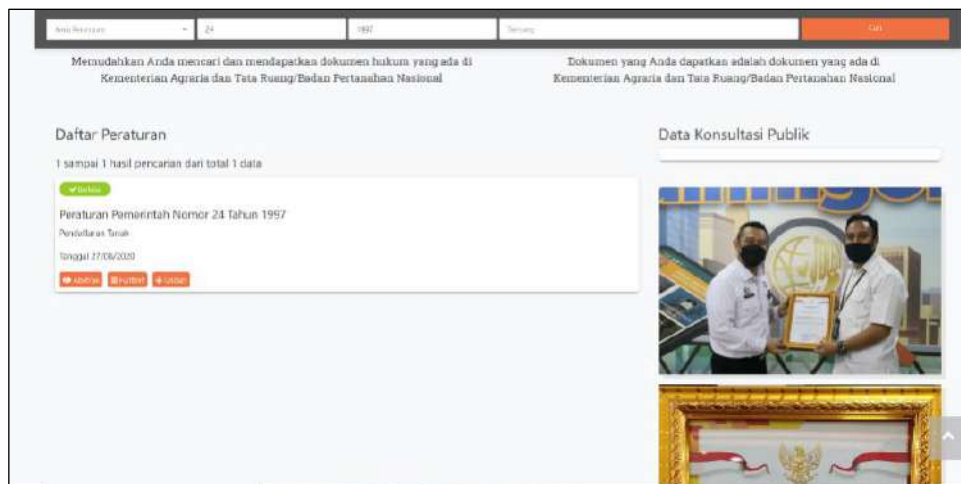 Jenis Peraturan 24 1997 Tentang Cari
Memudahkan Anda mencari dan mendapatkan dokumen hukum yang ada di
Kementerian Agraria dan Tata Ruang/Badan Pertanahan Nasional
Dokumen yang Anda dapatkan adalah dokumen yang ada di
Kementerian Agraria dan Tata Ruang/Badan Pertanahan Nasional
Daftar Peraturan
1 sampai 1 hasil pencarian dari total 1 data
Berlaku
Peraturan Pemerintah Nomor 24 Tahun 1997
Pendaftaran Tanah
Tanggal 27/08/2020
Abstrak Fulltext Unduh
Data Konsultasi Publik